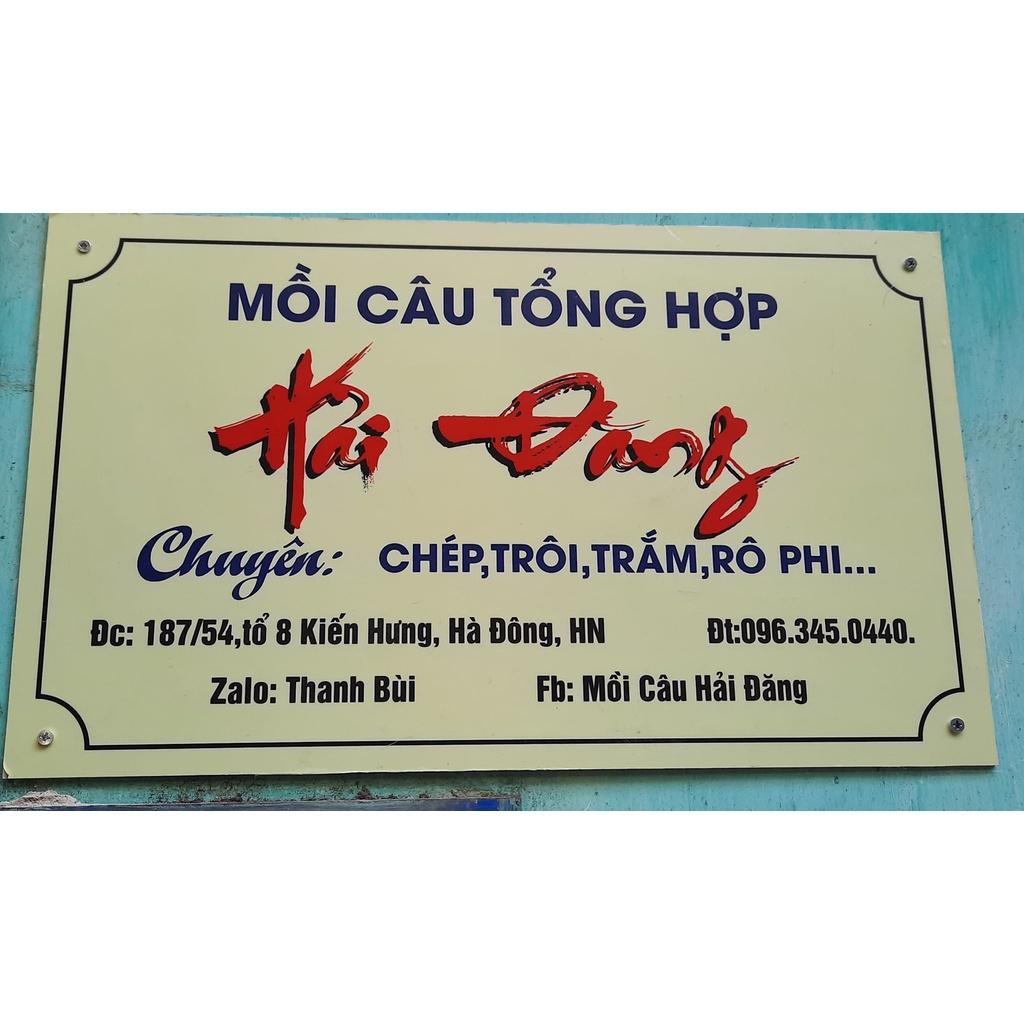 MỒI CÂU TỔNG HỢP
Hải Đăng
Chuyên: CHÉP,TRÔI,TRẮM,RÔ PHI...
Đc: 187/54,tổ 8 Kiến Hưng, Hà Đông, HN Đt:096.345.0440.
Zalo: Thanh Bùi Fb: Mồi Câu Hải Đăng